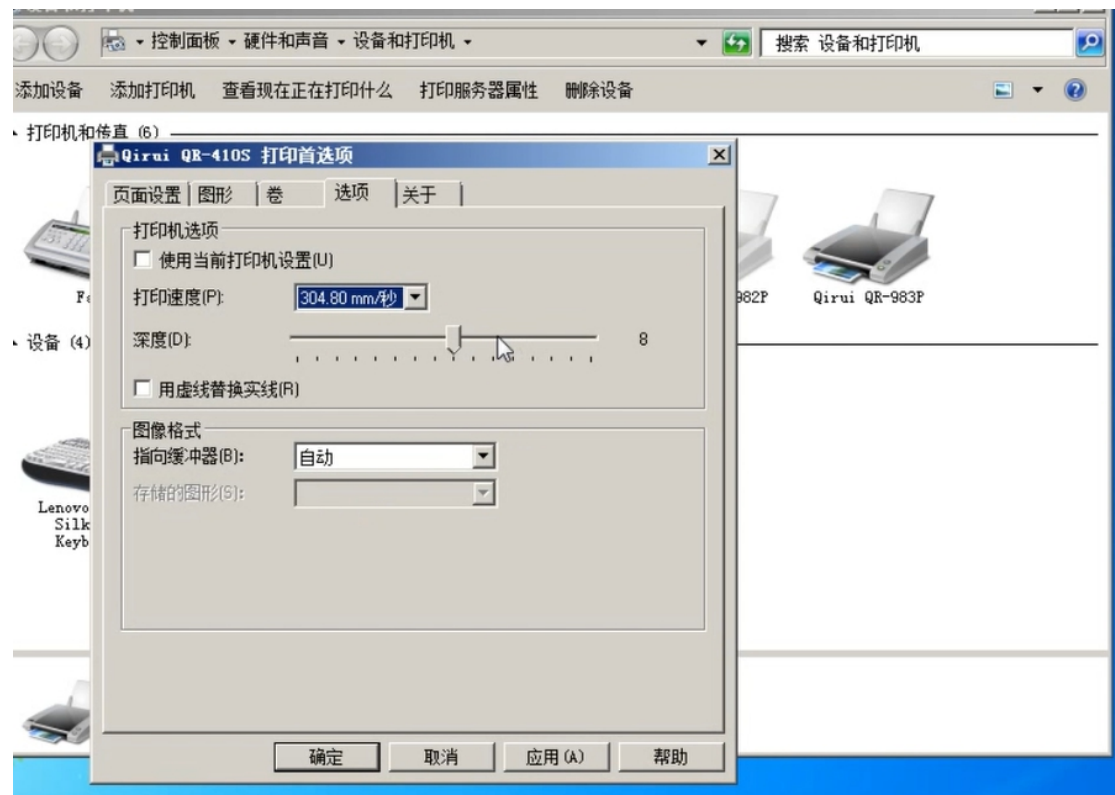 控制面板 硬件和声音 设备和打印机
搜索 设备和打印机
添加设备 添加打印机 查看现在正在打印什么 打印服务器属性 删除设备
打印机和传真 (6)
Qirui QR-410S 打印首选项
页面设置 图形 卷 选项 关于
打印机选项
使用当前打印机设置(U)
打印速度(P): 304.80 mm/秒
982P
Qirui QR-983P
设备 (4)
深度(D): 8
用虚线替换实线(R)
图像格式
指向缓冲器(B): 自动
存储的图形(S):
Lenovo
Silk
Keyb
确定 取消 应用(A) 帮助